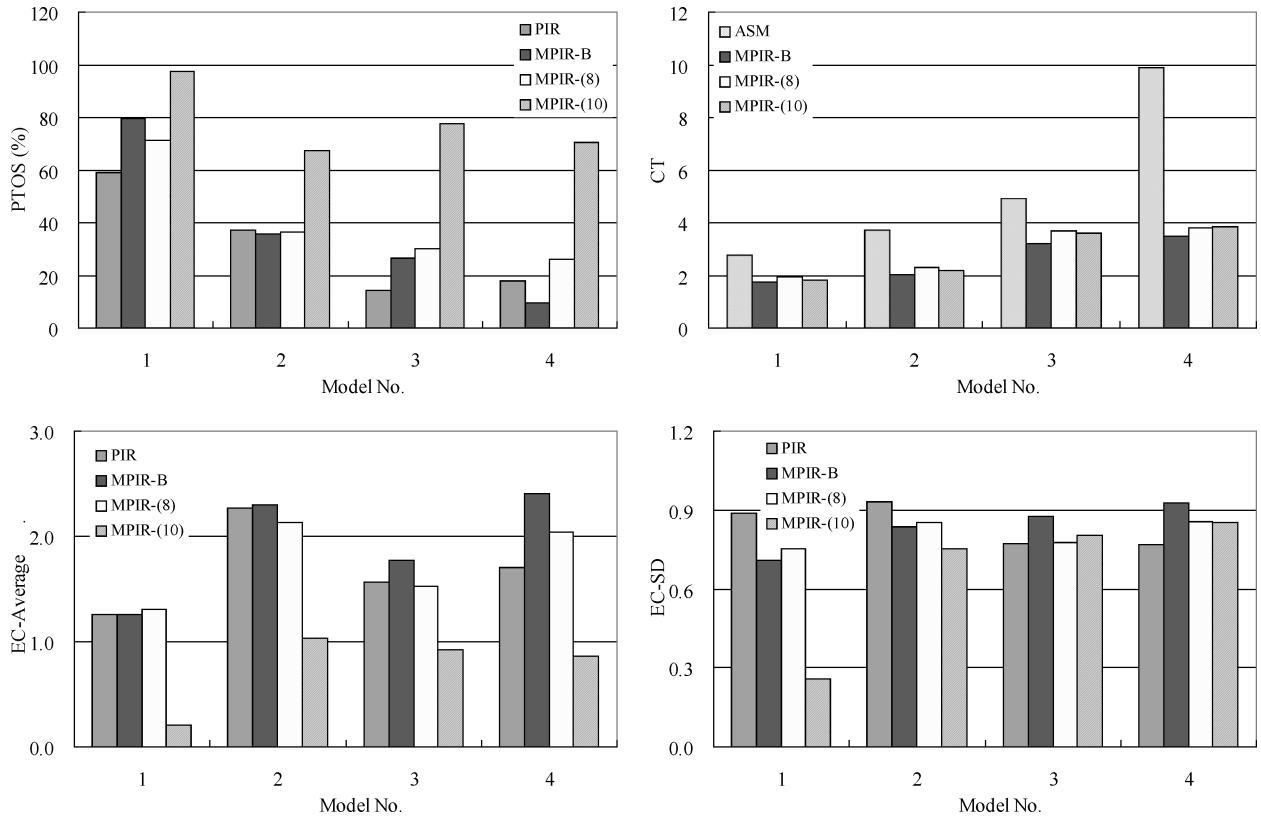 PTOS (%)
120
100
80
60
40
20
0
PIR
MPIR-B
MPIR-(8)
MPIR-(10)
1 2 3 4
Model No.
CT
12
10
8
6
4
2
0
ASM
MPIR-B
MPIR-(8)
MPIR-(10)
1 2 3 4
Model No.
EC-Average
3.0
2.0
1.0
0.0
PIR
MPIR-B
MPIR-(8)
MPIR-(10)
1 2 3 4
Model No.
EC-SD
1.2
0.9
0.6
0.3
0.0
PIR
MPIR-B
MPIR-(8)
MPIR-(10)
1 2 3 4
Model No.